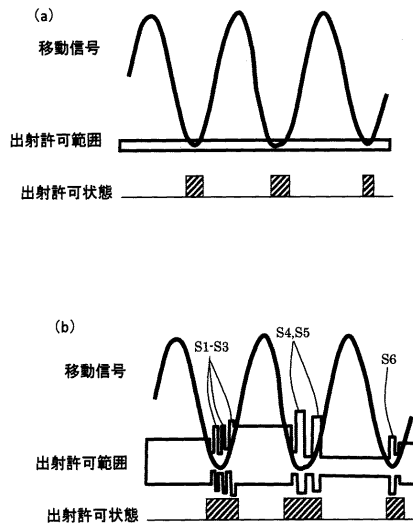 (a)
移動信号
出射許可範囲
出射許可状態
(b)
S1-S3
S4,S5
移動信号
S6
出射許可範囲
出射許可状態